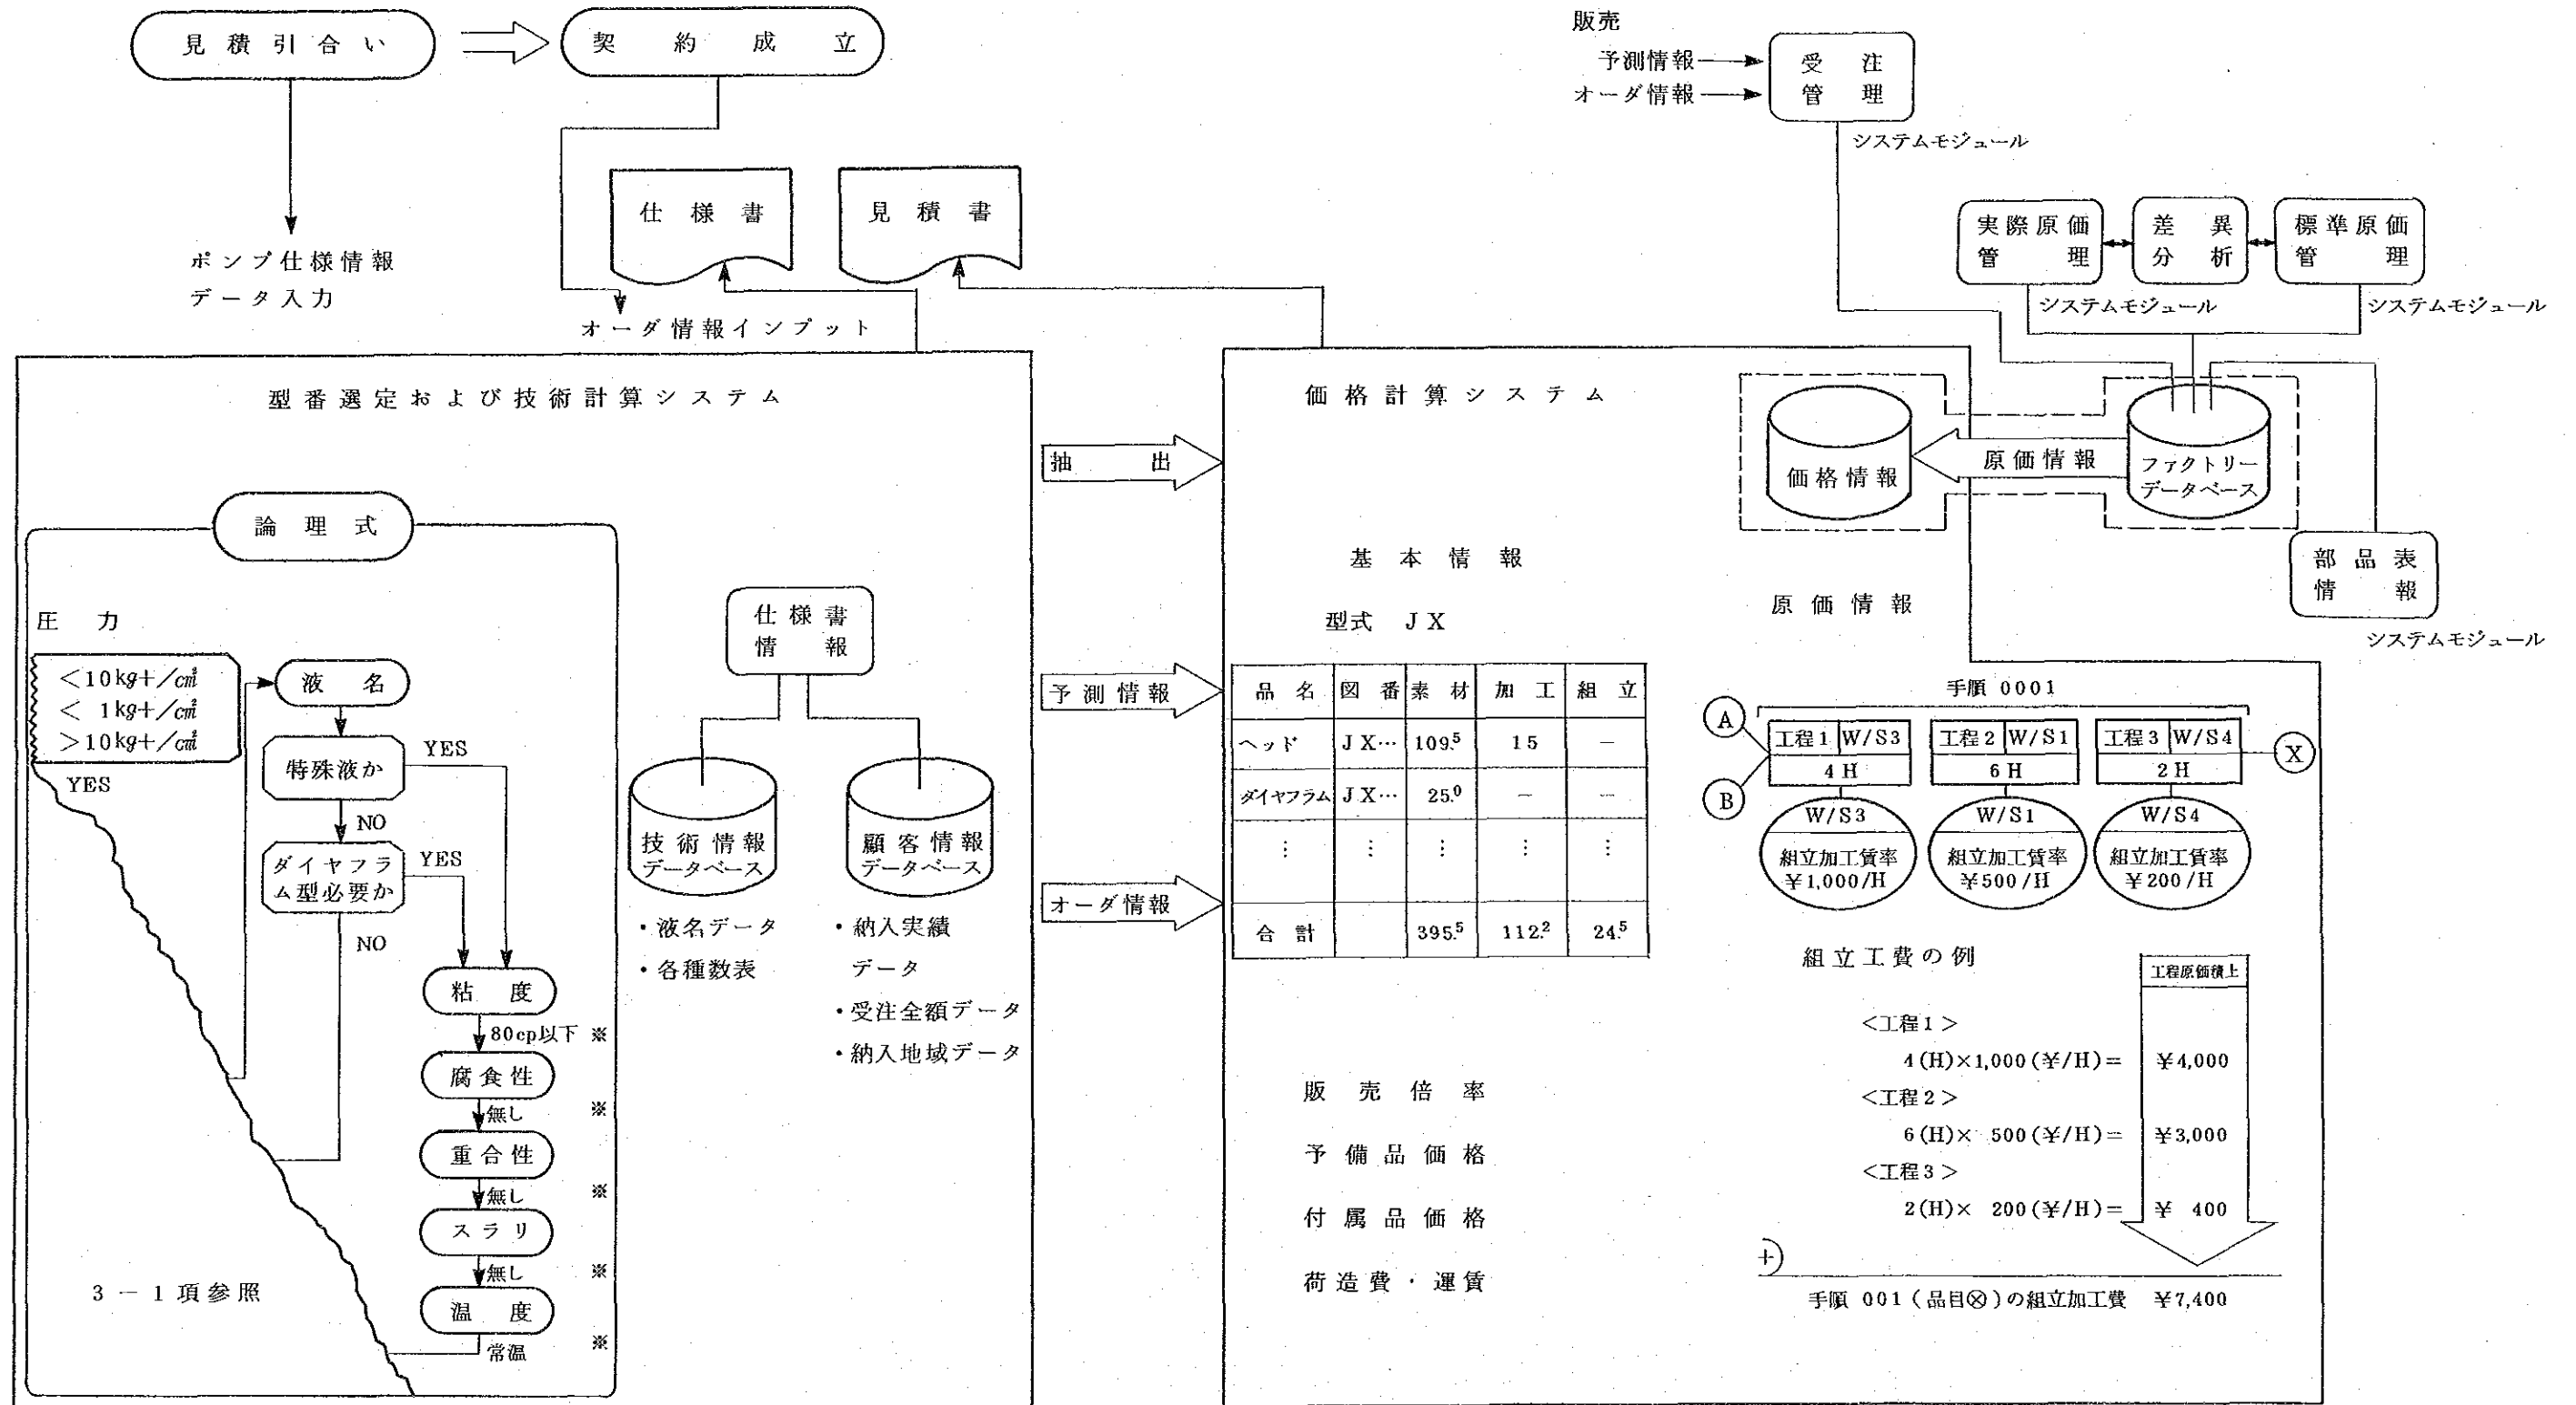 見積引合い
契約成立
ポンプ仕様情報
データ入力
仕様書
見積書
オーダ情報インプット
販売
予測情報
オーダ情報
受注
管理
システムモジュール
実際原価
管理
差異
分析
標準原価
管理
システムモジュール
システムモジュール
型番選定および技術計算システム
論理式
圧力
<10kg+/㎠
< 1kg+/㎠
>10kg+/㎠
YES
液名
特殊液か
YES
NO
ダイヤフラ
ム型必要か
YES
NO
粘度
80cp以下 ※
腐食性
無し ※
重合性
無し ※
スラリ
無し ※
温度
常温 ※
3-1項参照
仕様書
情報
技術情報
データベース
・液名データ
・各種数表
顧客情報
データベース
・納入実績
データ
・受注全額データ
・納入地域データ
抽出
予測情報
オーダ情報
価格計算システム
価格情報
原価情報
ファクトリー
データベース
部品表
情報
システムモジュール
基本情報
型式 JX
品名 図番 素材 加工 組立
ヘッド JX… 109.5 15 −
ダイヤフラム JX… 25.0 − −
⋮ ⋮ ⋮ ⋮ ⋮
合計 395.5 112.2 24.5
販売倍率
予備品価格
付属品価格
荷造費・運賃
原価情報
手順 0001
A
B
工程1 W/S3
4H
工程2 W/S1
6H
工程3 W/S4
2H
X
W/S3
組立加工賃率
¥1,000/H
W/S1
組立加工賃率
¥500/H
W/S4
組立加工賃率
¥200/H
組立工費の例
工程原価積上
<工程1>
4(H)×1,000(¥/H)= ¥4,000
<工程2>
6(H)× 500(¥/H)= ¥3,000
<工程3>
2(H)× 200(¥/H)= ¥ 400
+)
手順 001(品目ⓧ)の組立加工費 ¥7,400